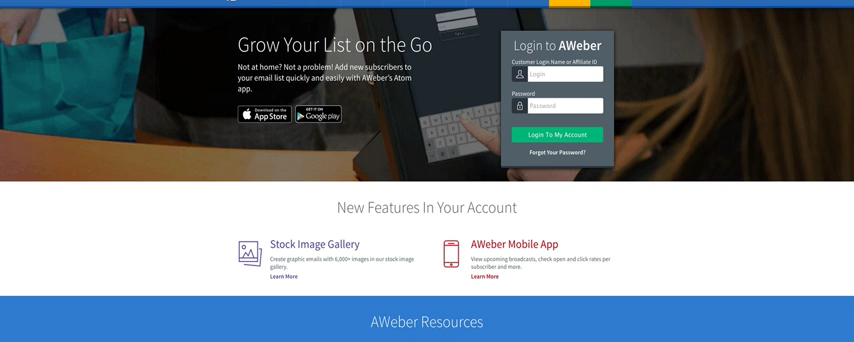 Grow Your List on the Go
Not at home? Not a problem! Add new subscribers to
your email list quickly and easily with AWeber's Atom
app.
Download on the
App Store
GET IT ON
Google play
Login to AWeber
Customer Login Name or Affiliate ID
Login
Password
Password
Login To My Account
Forgot Your Password?
New Features In Your Account
Stock Image Gallery
Create graphic emails with 6,000+ images in our stock image
gallery.
Learn More
AWeber Mobile App
View upcoming broadcasts, check open and click rates per
subscriber and more.
Learn More
AWeber Resources